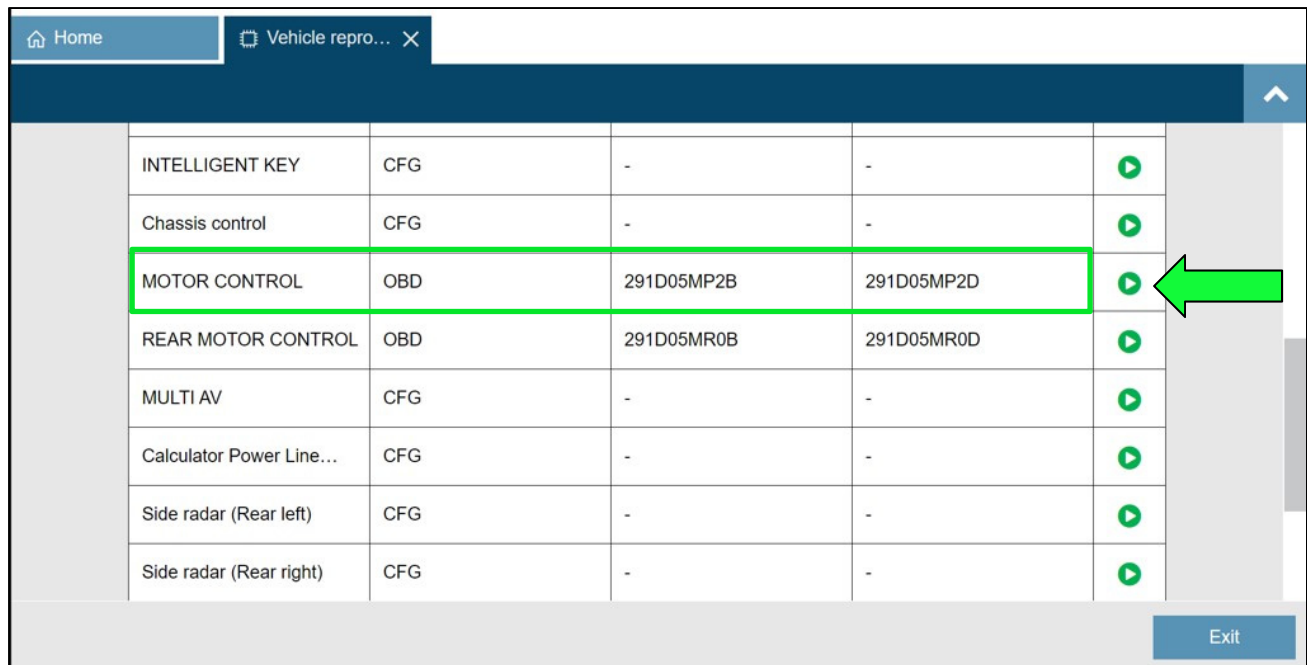 Home Vehicle repro…
INTELLIGENT KEY CFG - -
Chassis control CFG - -
MOTOR CONTROL OBD 291D05MP2B 291D05MP2D
REAR MOTOR CONTROL OBD 291D05MR0B 291D05MR0D
MULTI AV CFG - -
Calculator Power Line… CFG - -
Side radar (Rear left) CFG - -
Side radar (Rear right) CFG - -
Exit